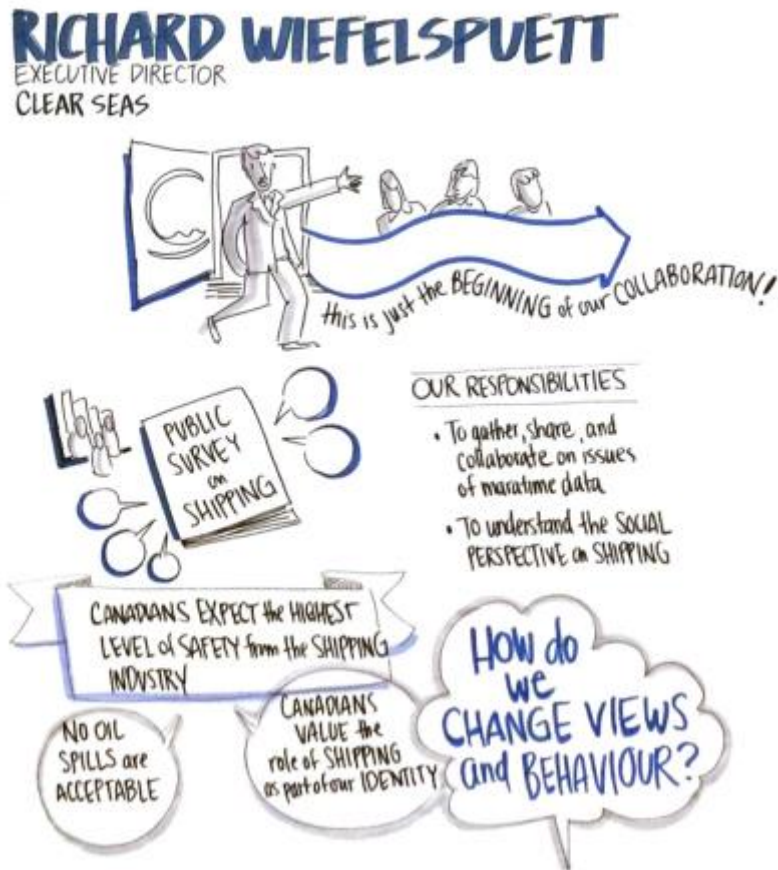 RICHARD WIEFELSPUETT
EXECUTIVE DIRECTOR
CLEAR SEAS
this is just the BEGINNING of our COLLABORATION!
PUBLIC
SURVEY
on
SHIPPING
OUR RESPONSIBILITIES
• To gather, share, and
collaborate on issues
of maratime data
• To understand the SOCIAL
PERSPECTIVE on SHIPPING
CANADIANS EXPECT the HIGHEST
LEVEL of SAFETY from the SHIPPING
INDUSTRY
NO OIL
SPILLS are
ACCEPTABLE
CANADIANS
VALUE the
role of SHIPPING
as part of our IDENTITY
HOW do
we
CHANGE VIEWS
and BEHAVIOUR?